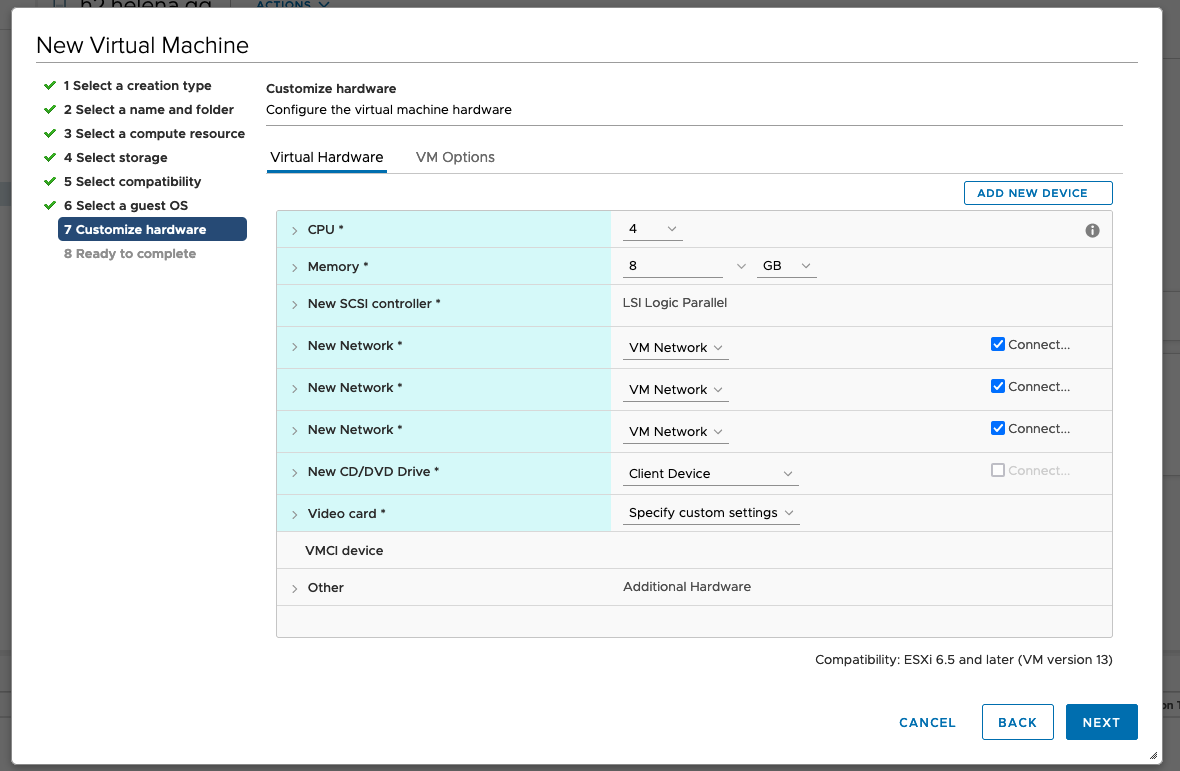 h2.helena.gg
ACTIONS
New Virtual Machine
1 Select a creation type
2 Select a name and folder
3 Select a compute resource
4 Select storage
5 Select compatibility
6 Select a guest OS
7 Customize hardware
8 Ready to complete
Customize hardware
Configure the virtual machine hardware
Virtual Hardware VM Options
ADD NEW DEVICE
CPU * 4
Memory * 8 GB
New SCSI controller * LSI Logic Parallel
New Network * VM Network Connect...
New Network * VM Network Connect...
New Network * VM Network Connect...
New CD/DVD Drive * Client Device Connect...
Video card * Specify custom settings
VMCI device
Other Additional Hardware
Compatibility: ESXi 6.5 and later (VM version 13)
CANCEL BACK NEXT